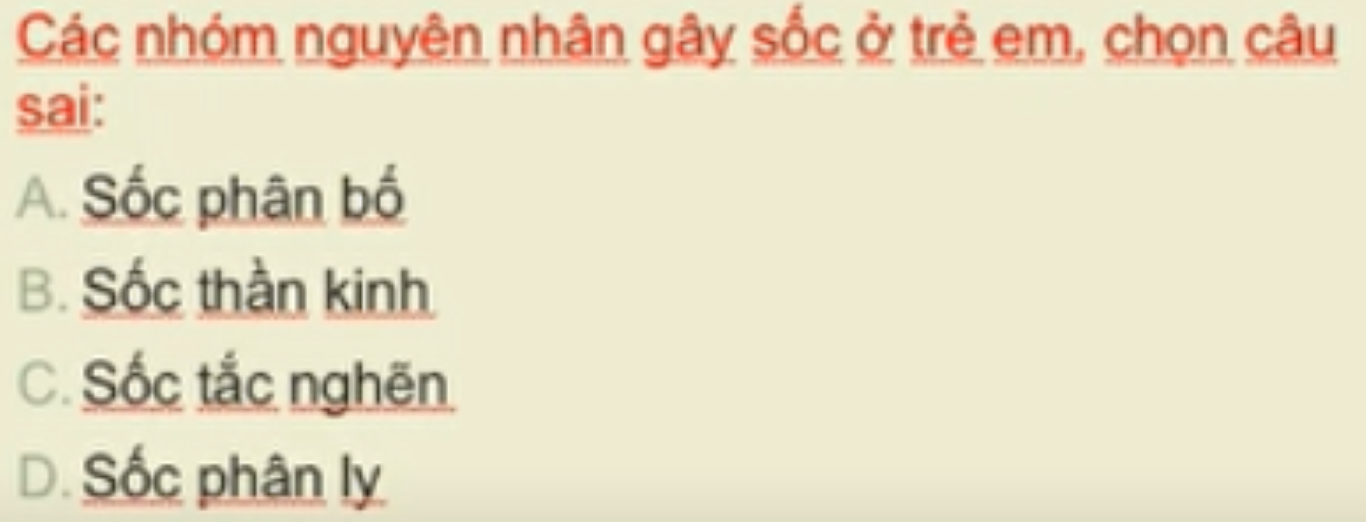 Các nhóm nguyên nhân gây sốc ở trẻ em, chọn câu
sai:
A. Sốc phân bố
B. Sốc thần kinh
C. Sốc tắc nghẽn
D. Sốc phân ly